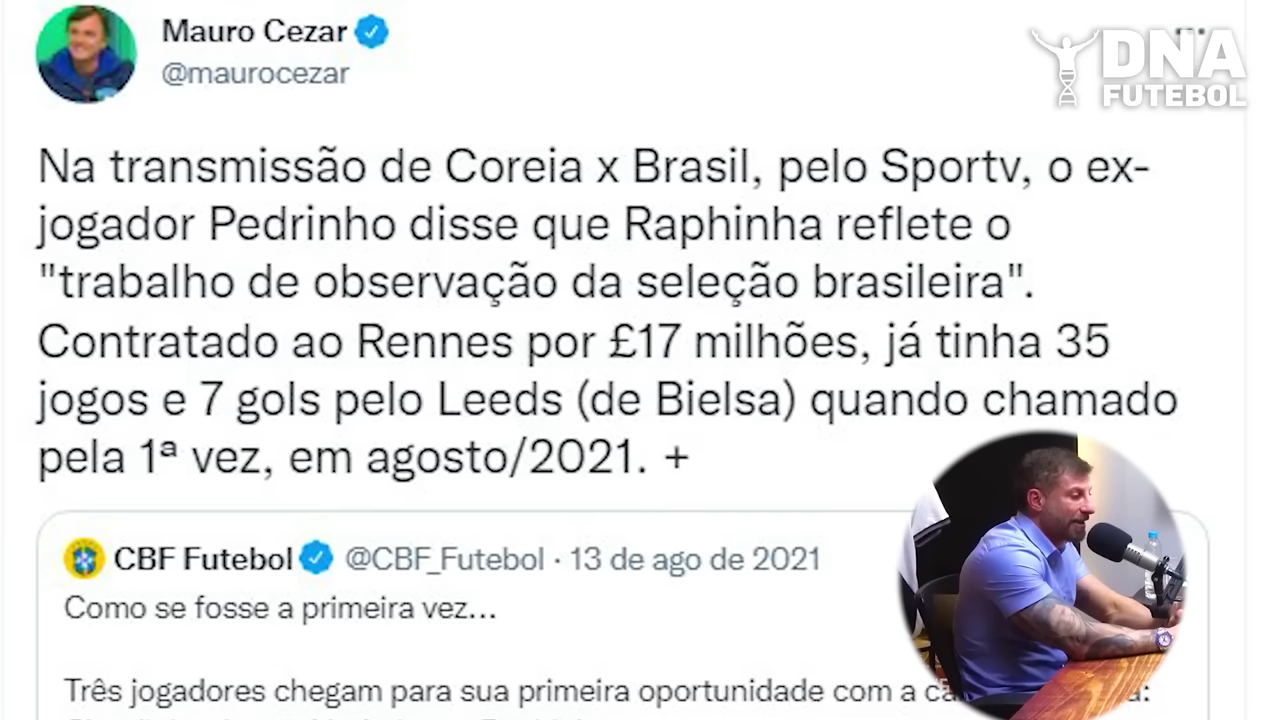 Mauro Cezar
@maurocezar
DNA
FUTEBOL
Na transmissão de Coreia x Brasil, pelo Sportv, o ex-
jogador Pedrinho disse que Raphinha reflete o
"trabalho de observação da seleção brasileira".
Contratado ao Rennes por £17 milhões, já tinha 35
jogos e 7 gols pelo Leeds (de Bielsa) quando chamado
pela 1ª vez, em agosto/2021. +
CBF Futebol @CBF_Futebol · 13 de ago de 2021
Como se fosse a primeira vez...
Três jogadores chegam para sua primeira oportunidade com a